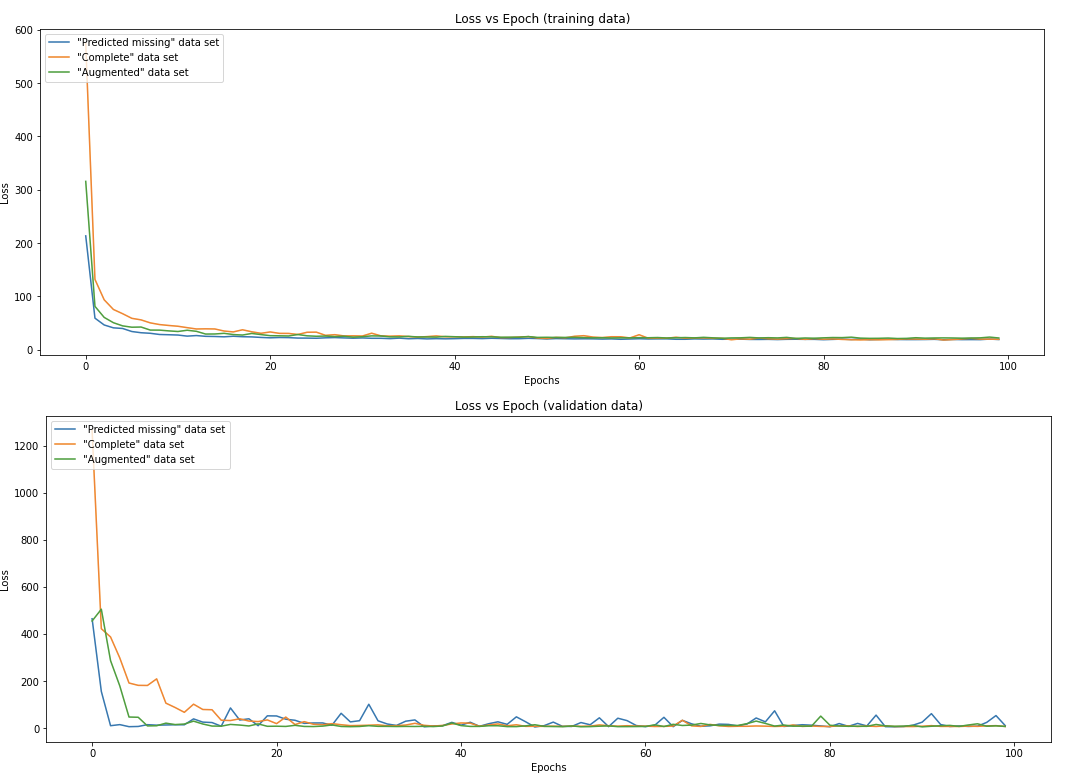 Loss vs Epoch (training data)
600
500
400
300
200
100
0
Loss
"Predicted missing" data set
"Complete" data set
"Augmented" data set
0 20 40 60 80 100
Epochs
Loss vs Epoch (validation data)
1200
1000
800
600
400
200
0
Loss
"Predicted missing" data set
"Complete" data set
"Augmented" data set
0 20 40 60 80 100
Epochs